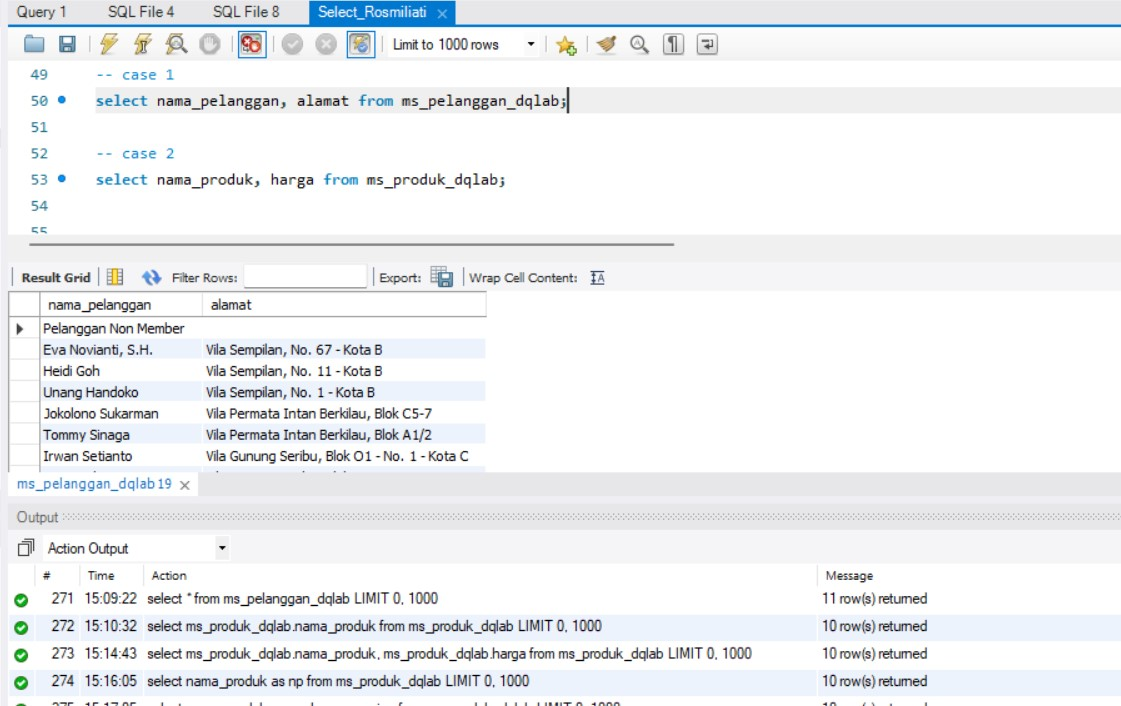 Query 1 SQL File 4 SQL File 8 Select_Rosmiliati
Limit to 1000 rows
49 -- case 1
50 select nama_pelanggan, alamat from ms_pelanggan_dqlab;
51
52 -- case 2
53 select nama_produk, harga from ms_produk_dqlab;
54
55
Result Grid Filter Rows: Export: Wrap Cell Content:
nama_pelanggan alamat
Pelanggan Non Member
Eva Novianti, S.H. Vila Sempilan, No. 67 - Kota B
Heidi Goh Vila Sempilan, No. 11 - Kota B
Unang Handoko Vila Sempilan, No. 1 - Kota B
Jokolono Sukarman Vila Permata Intan Berkilau, Blok C5-7
Tommy Sinaga Vila Permata Intan Berkilau, Blok A1/2
Irwan Setianto Vila Gunung Seribu, Blok O1 - No. 1 - Kota C
ms_pelanggan_dqlab19
Output
Action Output
# Time Action Message
271 15:09:22 select * from ms_pelanggan_dqlab LIMIT 0, 1000 11 row(s) returned
272 15:10:32 select ms_produk_dqlab.nama_produk from ms_produk_dqlab LIMIT 0, 1000 10 row(s) returned
273 15:14:43 select ms_produk_dqlab.nama_produk, ms_produk_dqlab.harga from ms_produk_dqlab LIMIT 0, 1000 10 row(s) returned
274 15:16:05 select nama_produk as np from ms_produk_dqlab LIMIT 0, 1000 10 row(s) returned